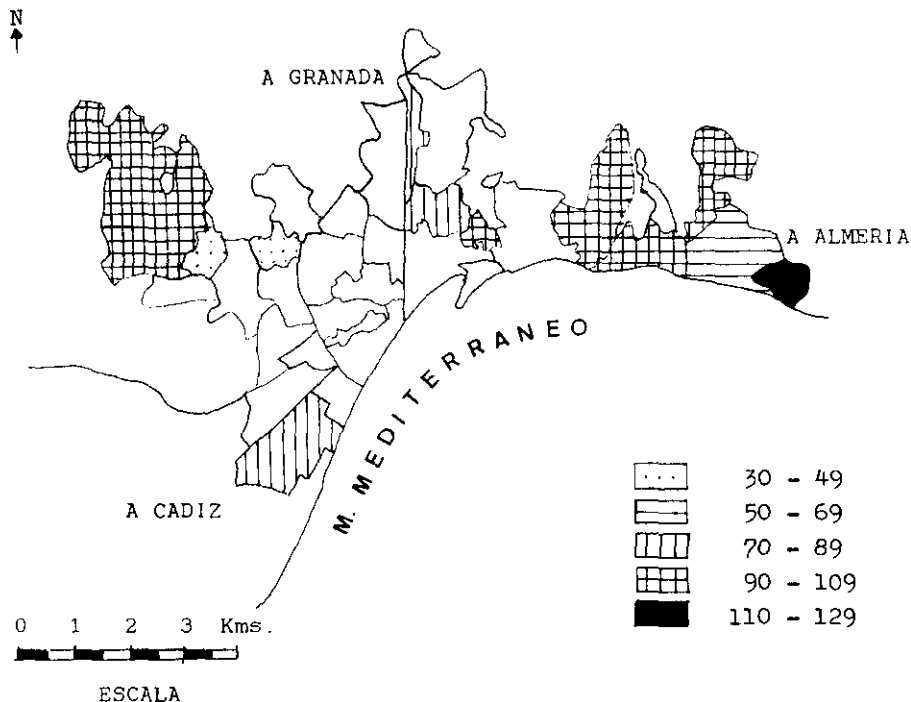 N
A GRANADA
A ALMERIA
M. MEDITERRANEO
A CADIZ
30 - 49
50 - 69
70 - 89
90 - 109
110 - 129
0 1 2 3 Kms.
ESCALA